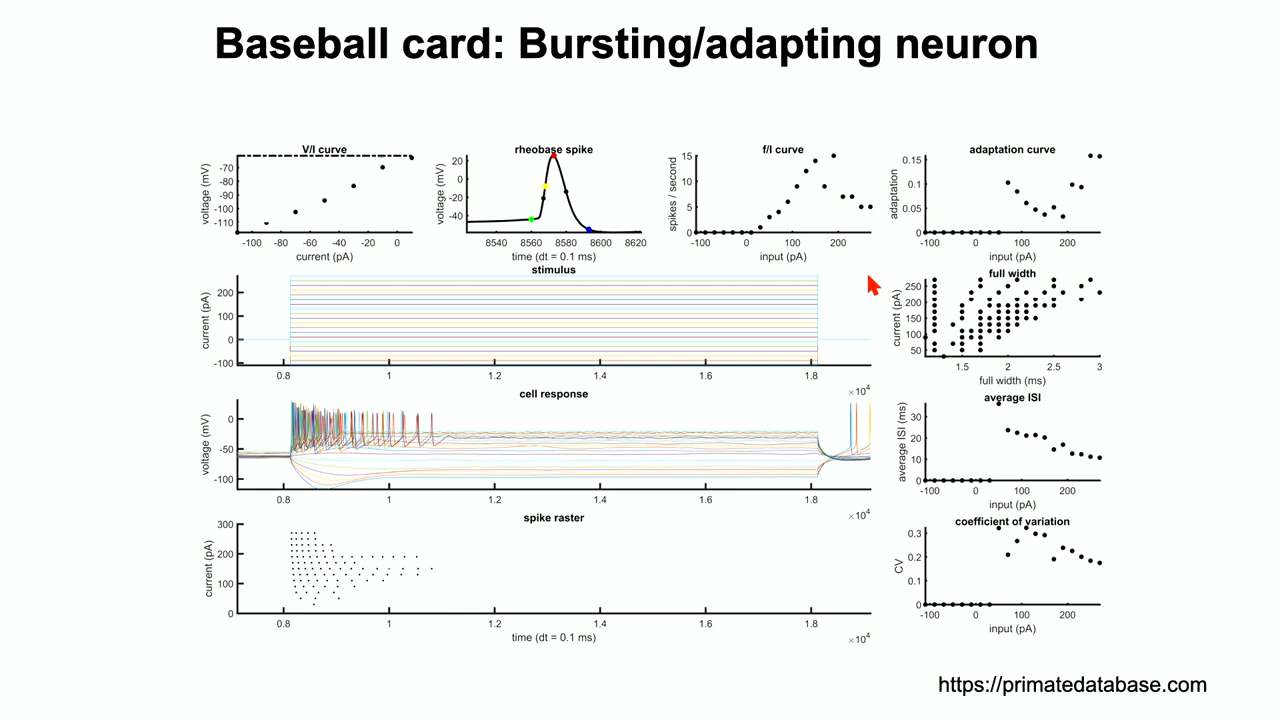 Baseball card: Bursting/adapting neuron
V/I curve
voltage (mV)
-70
-80
-90
-100
-110
-100 -80 -60 -40 -20 0
current (pA)
rheobase spike
voltage (mV)
20
0
-20
-40
8540 8560 8580 8600 8620
time (dt = 0.1 ms)
f/I curve
spikes / second
15
10
5
0
-100 0 100 200
input (pA)
adaptation curve
adaptation
0.15
0.1
0.05
0
-100 0 100 200
input (pA)
stimulus
current (pA)
200
100
0
-100
0.8 1 1.2 1.4 1.6 1.8
×10⁴
full width
current (pA)
250
200
150
100
50
1.5 2 2.5 3
full width (ms)
cell response
voltage (mV)
0
-50
-100
0.8 1 1.2 1.4 1.6 1.8
×10⁴
average ISI
average ISI (ms)
30
20
10
0
-100 0 100 200
input (pA)
spike raster
current (pA)
300
200
100
0
0.8 1 1.2 1.4 1.6 1.8
time (dt = 0.1 ms)
×10⁴
coefficient of variation
CV
0.3
0.2
0.1
0
-100 0 100 200
input (pA)
https://primatedatabase.com